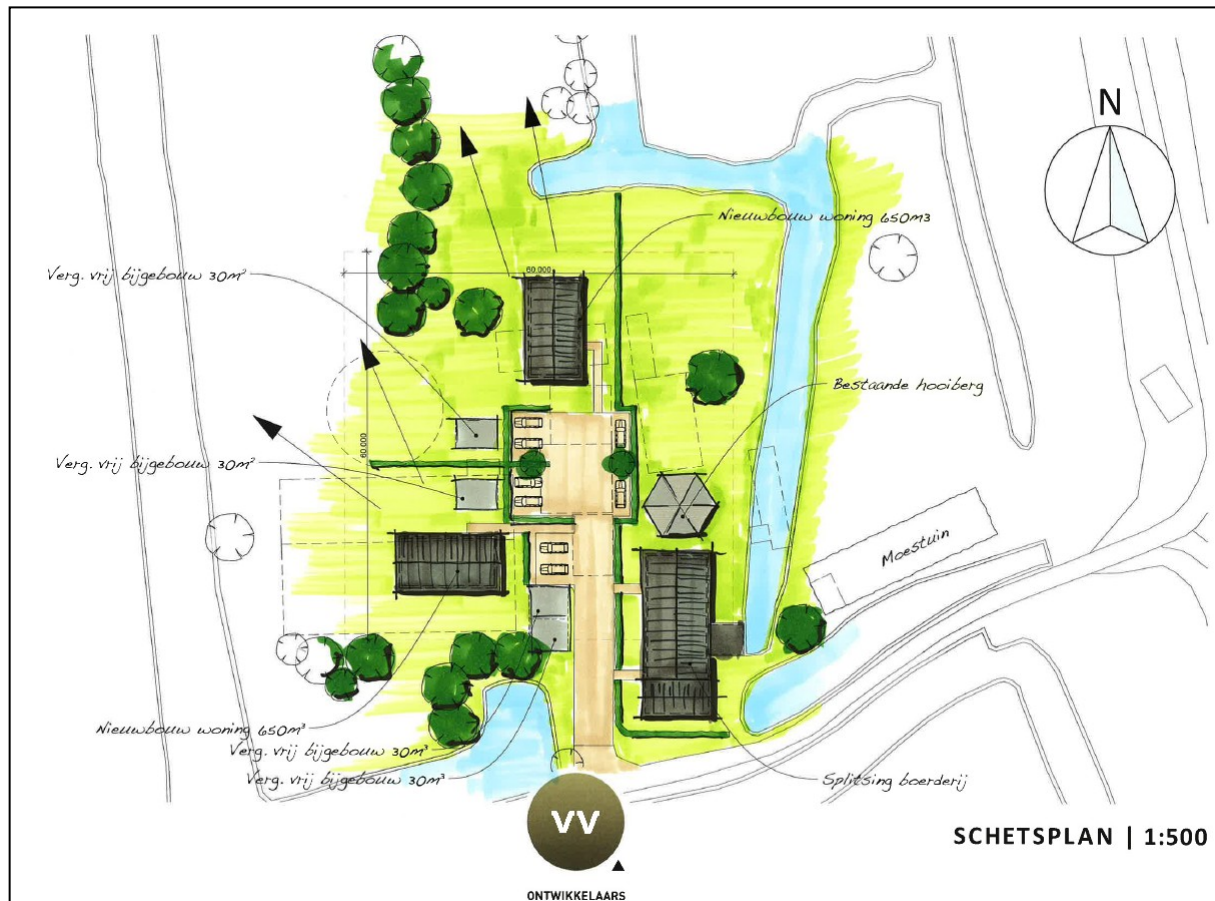 N
Nieuwbouw woning 650m3
Verg. vrij bijgebouw 30m²
60.000
Bestaande hooiberg
60.000
Verg. vrij bijgebouw 30m²
Moestuin
Nieuwbouw woning 650m³
Verg. vrij bijgebouw 30m³
Verg. vrij bijgebouw 30m³
Splitsing boerderij
VV
ONTWIKKELAARS
SCHETSPLAN | 1:500